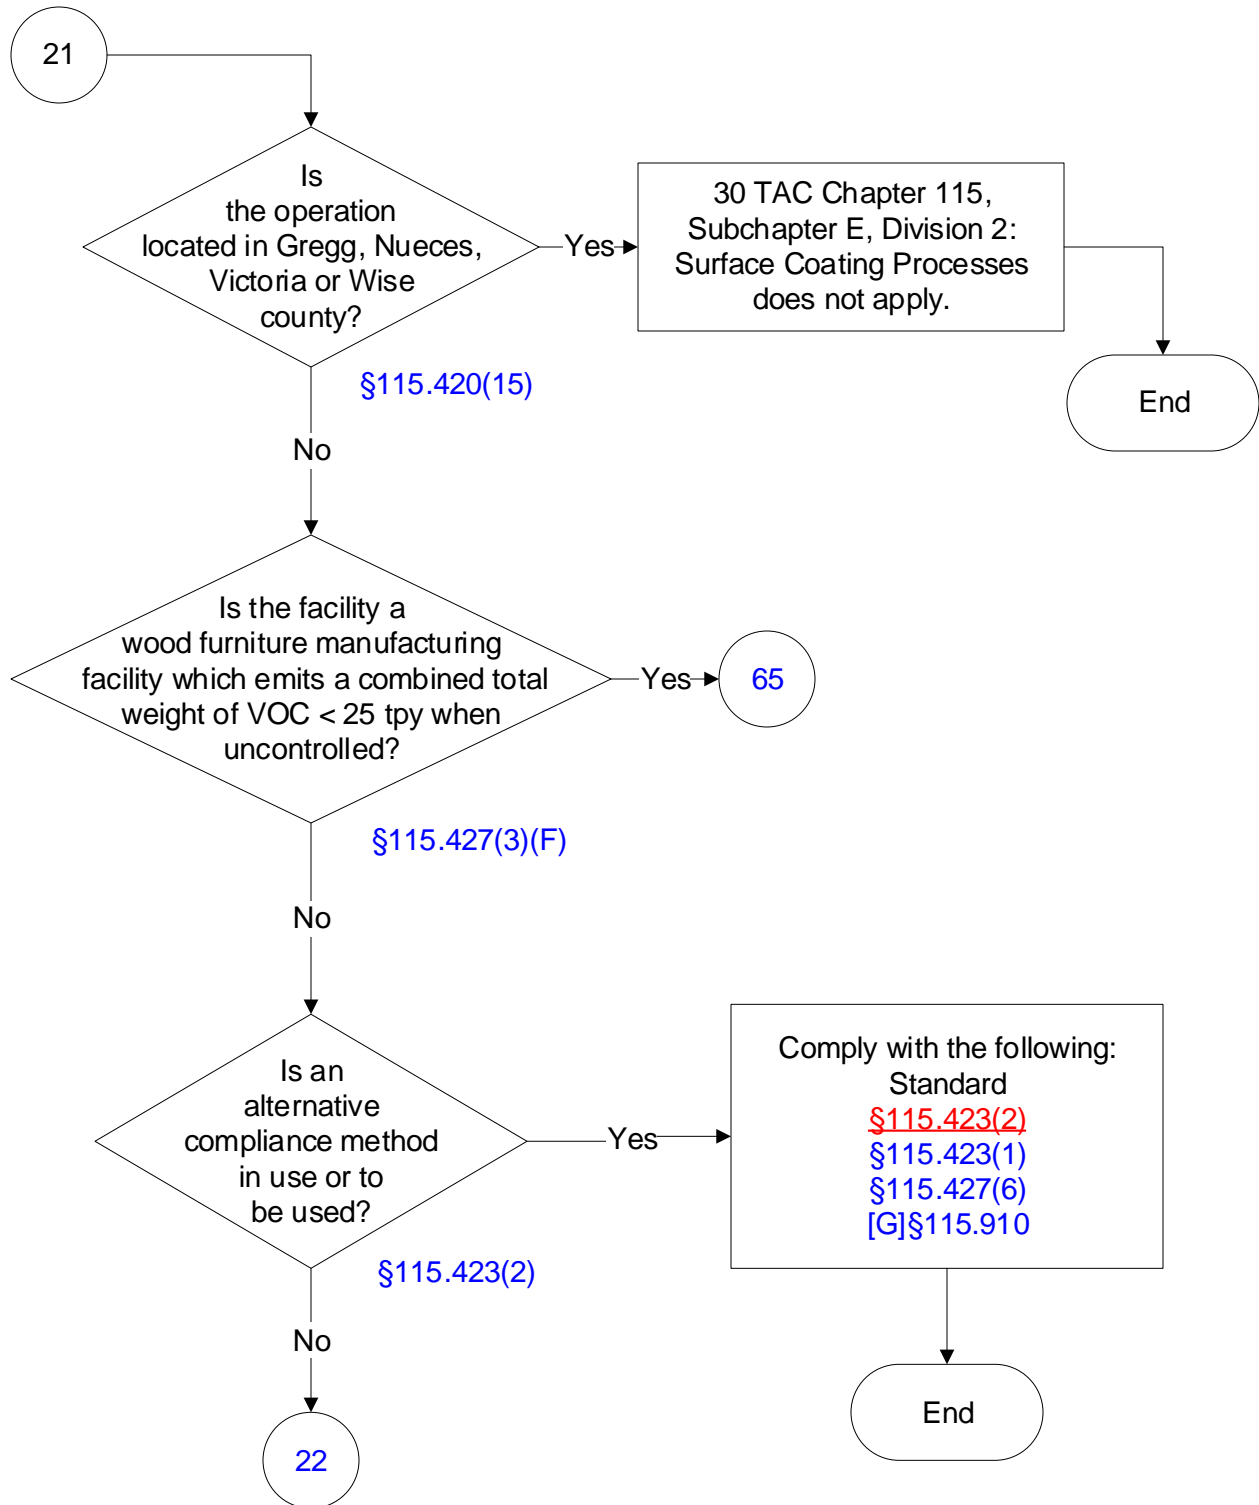 21
Is
the operation
located in Gregg, Nueces,
Victoria or Wise
county?
Yes
30 TAC Chapter 115,
Subchapter E, Division 2:
Surface Coating Processes
does not apply.
End
§115.420(15)
No
Is the facility a
wood furniture manufacturing
facility which emits a combined total
weight of VOC < 25 tpy when
uncontrolled?
Yes
65
§115.427(3)(F)
No
Is an
alternative
compliance method
in use or to
be used?
Yes
Comply with the following:
Standard
§115.423(2)
§115.423(1)
§115.427(6)
[G]§115.910
§115.423(2)
No
End
22